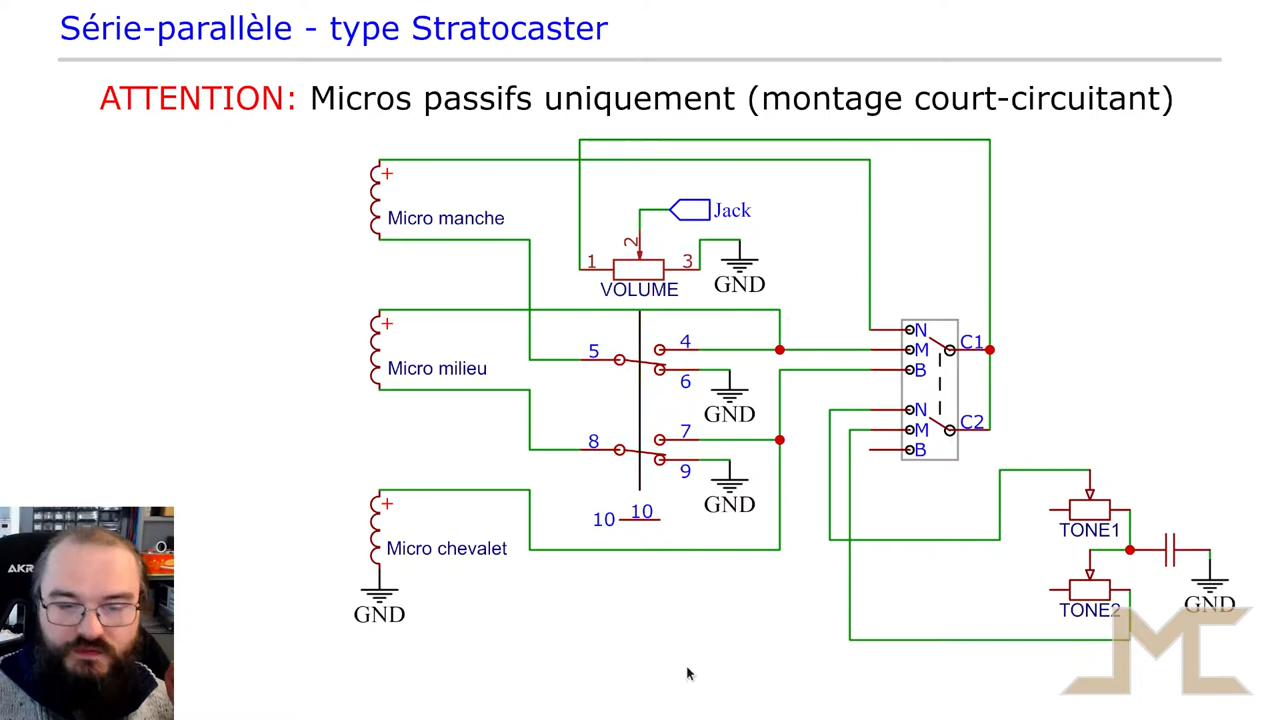 Série-parallèle - type Stratocaster
ATTENTION: Micros passifs uniquement (montage court-circuitant)
+
Micro manche
Jack
2
1
3
VOLUME
GND
+
Micro milieu
5
4
6
GND
8
7
9
GND
10
10
+
Micro chevalet
GND
N
M
B
C1
N
M
B
C2
TONE1
TONE2
GND
AKR
MC